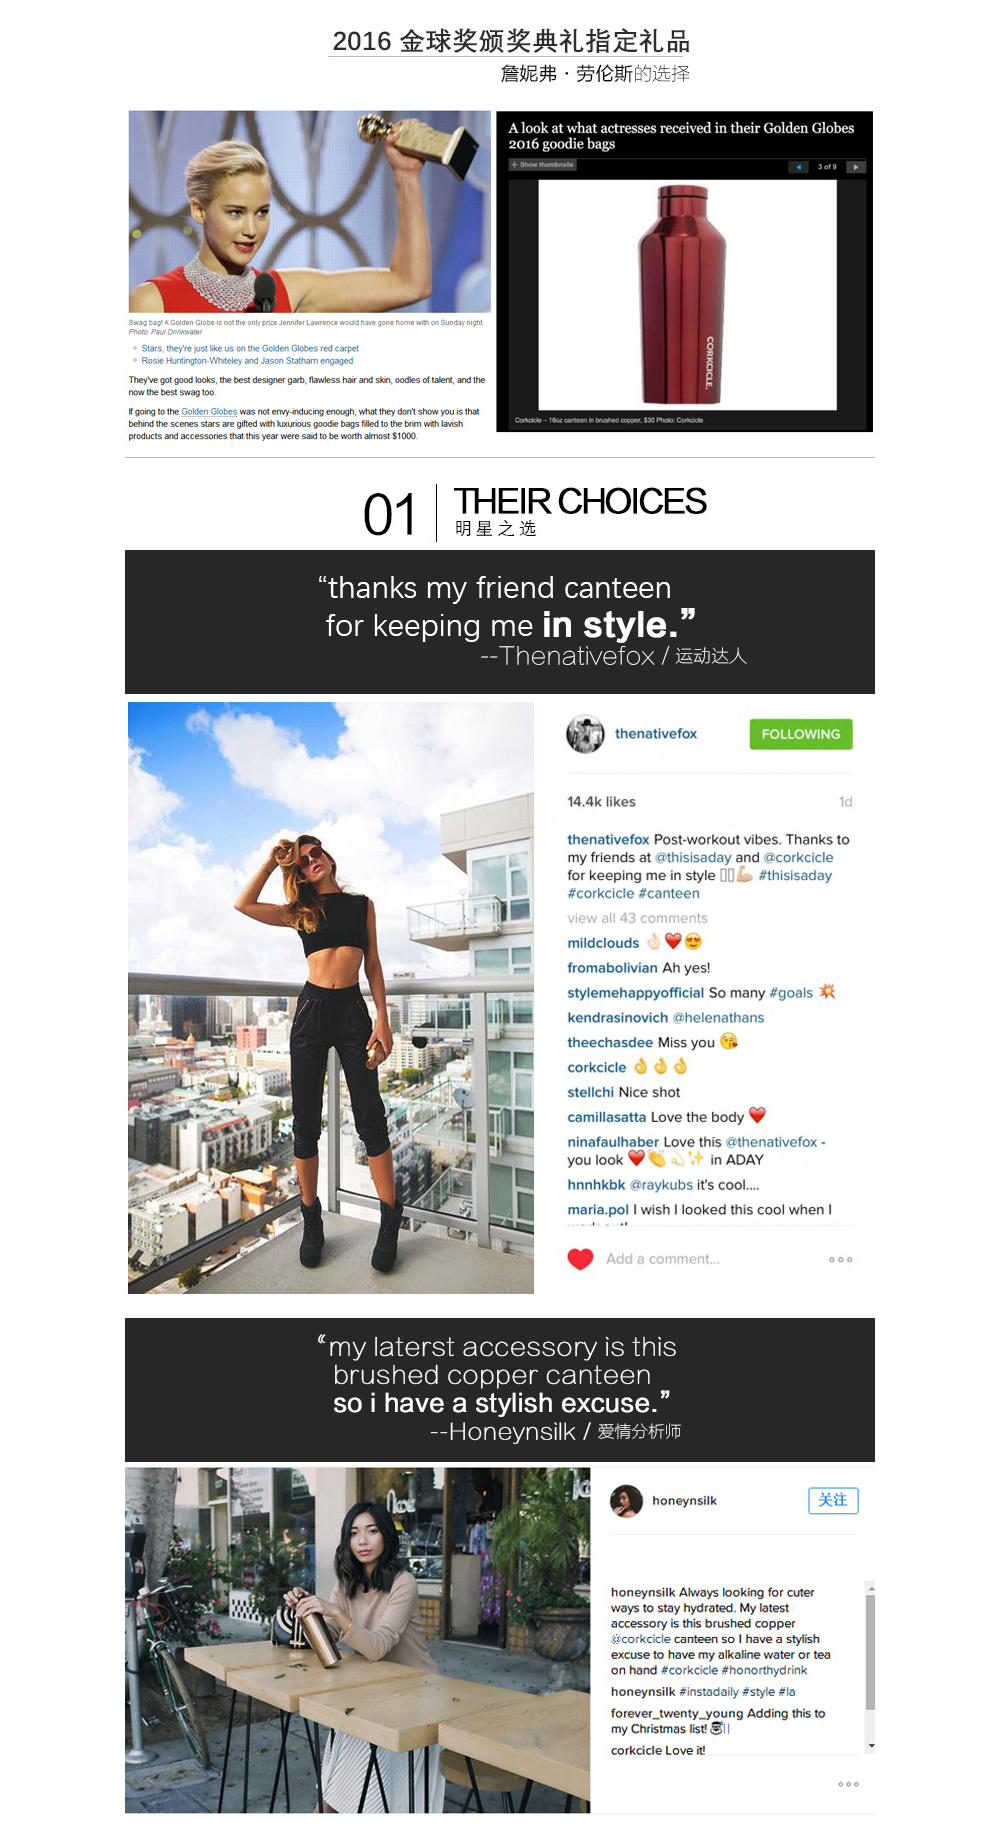 2016 金球奖颁奖典礼指定礼品
詹妮弗 · 劳伦斯的选择
Swag bag! A Golden Globe is not the only prize Jennifer Lawrence would have gone home with on Sunday night.
Photo: Paul Drinkwater
Stars, they're just like us on the Golden Globes red carpet
Rosie Huntington-Whiteley and Jason Statham engaged
They've got good looks, the best designer garb, flawless hair and skin, oodles of talent, and the
now the best swag too.
If going to the Golden Globes was not envy-inducing enough, what they don't show you is that
behind the scenes stars are gifted with luxurious goodie bags filled to the brim with lavish
products and accessories that this year were said to be worth almost $1000.
A look at what actresses received in their Golden Globes
2016 goodie bags
+ Show thumbnails
3 of 9
CORKCICLE.
Corkcicle – 16oz canteen in brushed copper, $30 Photo: Corkcicle
01
THEIR CHOICES
明星之选
“thanks my friend canteen
for keeping me in style.”
--Thenativefox / 运动达人
thenativefox
FOLLOWING
14.4k likes
1d
thenativefox Post-workout vibes. Thanks to
my friends at @thisisaday and @corkcicle
for keeping me in style 💪🏼 #thisisaday
#corkcicle #canteen
view all 43 comments
mildclouds 👌🏻❤️😍
fromabolivian Ah yes!
stylemehappyofficial So many #goals 💥
kendrasinovich @helenathans
theechasdee Miss you 😘
corkcicle 👌👌👌
stellchi Nice shot
camillasatta Love the body ❤️
ninafaulhaber Love this @thenativefox -
you look ❤️👏💫✨ in ADAY
hnnhkbk @raykubs it's cool....
maria.pol I wish I looked this cool when I
Add a comment...
“my laterst accessory is this
brushed copper canteen
so i have a stylish excuse.”
--Honeynsilk / 爱情分析师
honeynsilk
关注
honeynsilk Always looking for cuter
ways to stay hydrated. My latest
accessory is this brushed copper
@corkcicle canteen so I have a stylish
excuse to have my alkaline water or tea
on hand #corkcicle #honorthydrink
honeynsilk #instadaily #style #la
forever_twenty_young Adding this to
my Christmas list!
corkcicle Love it!